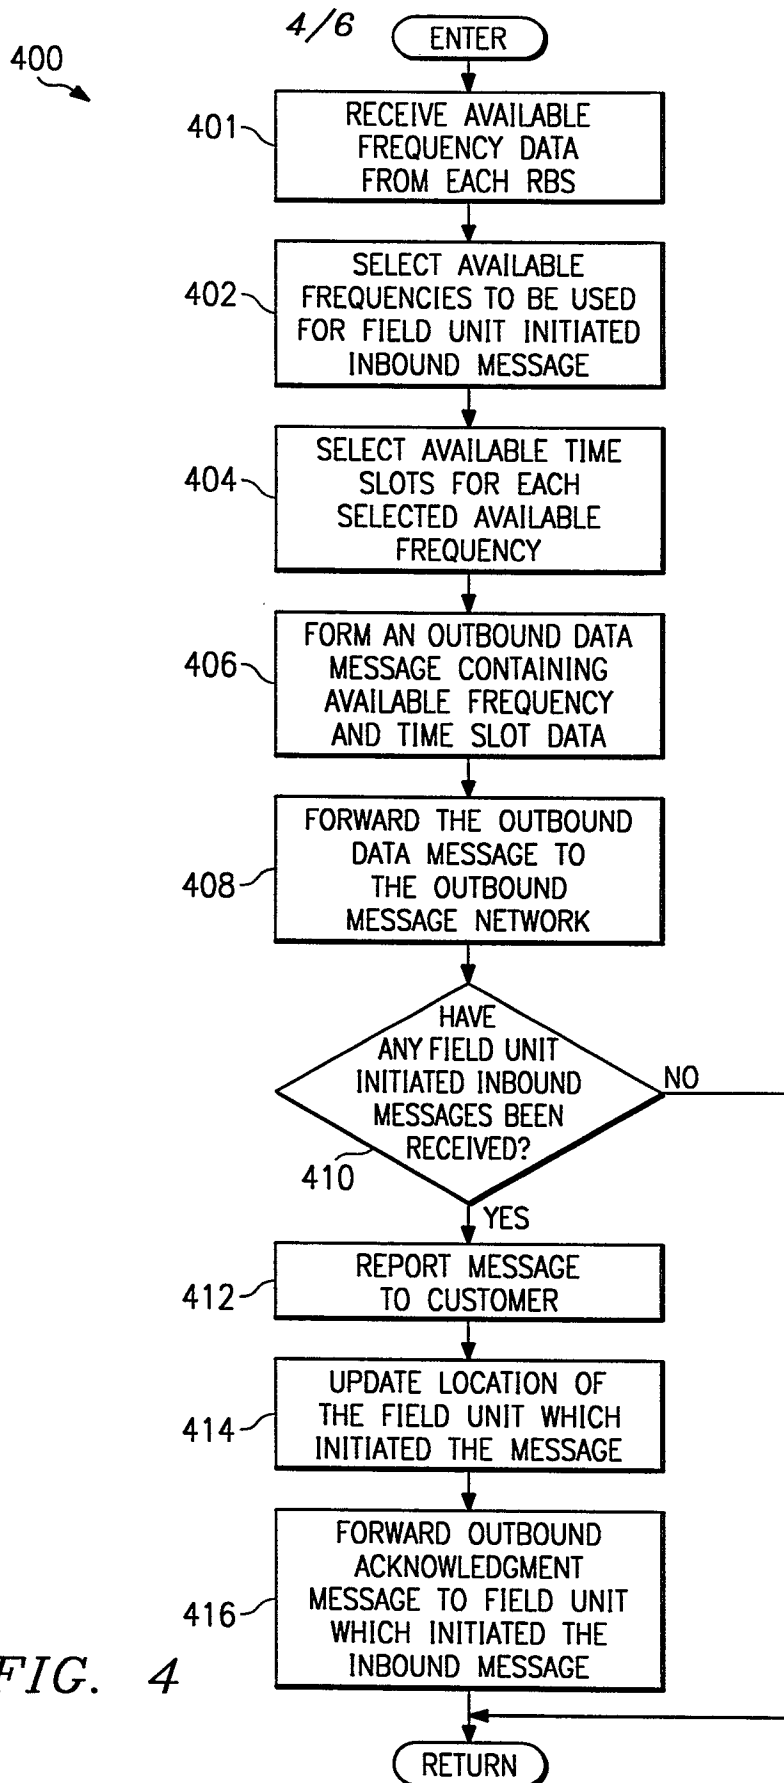 4/6
ENTER
400
401
RECEIVE AVAILABLE
FREQUENCY DATA
FROM EACH RBS
402
SELECT AVAILABLE
FREQUENCIES TO BE USED
FOR FIELD UNIT INITIATED
INBOUND MESSAGE
404
SELECT AVAILABLE TIME
SLOTS FOR EACH
SELECTED AVAILABLE
FREQUENCY
406
FORM AN OUTBOUND DATA
MESSAGE CONTAINING
AVAILABLE FREQUENCY
AND TIME SLOT DATA
408
FORWARD THE OUTBOUND
DATA MESSAGE TO
THE OUTBOUND
MESSAGE NETWORK
HAVE
ANY FIELD UNIT
INITIATED INBOUND
MESSAGES BEEN
RECEIVED?
NO
410
YES
412
REPORT MESSAGE
TO CUSTOMER
414
UPDATE LOCATION OF
THE FIELD UNIT WHICH
INITIATED THE MESSAGE
416
FORWARD OUTBOUND
ACKNOWLEDGMENT
MESSAGE TO FIELD UNIT
WHICH INITIATED THE
INBOUND MESSAGE
FIG. 4
RETURN